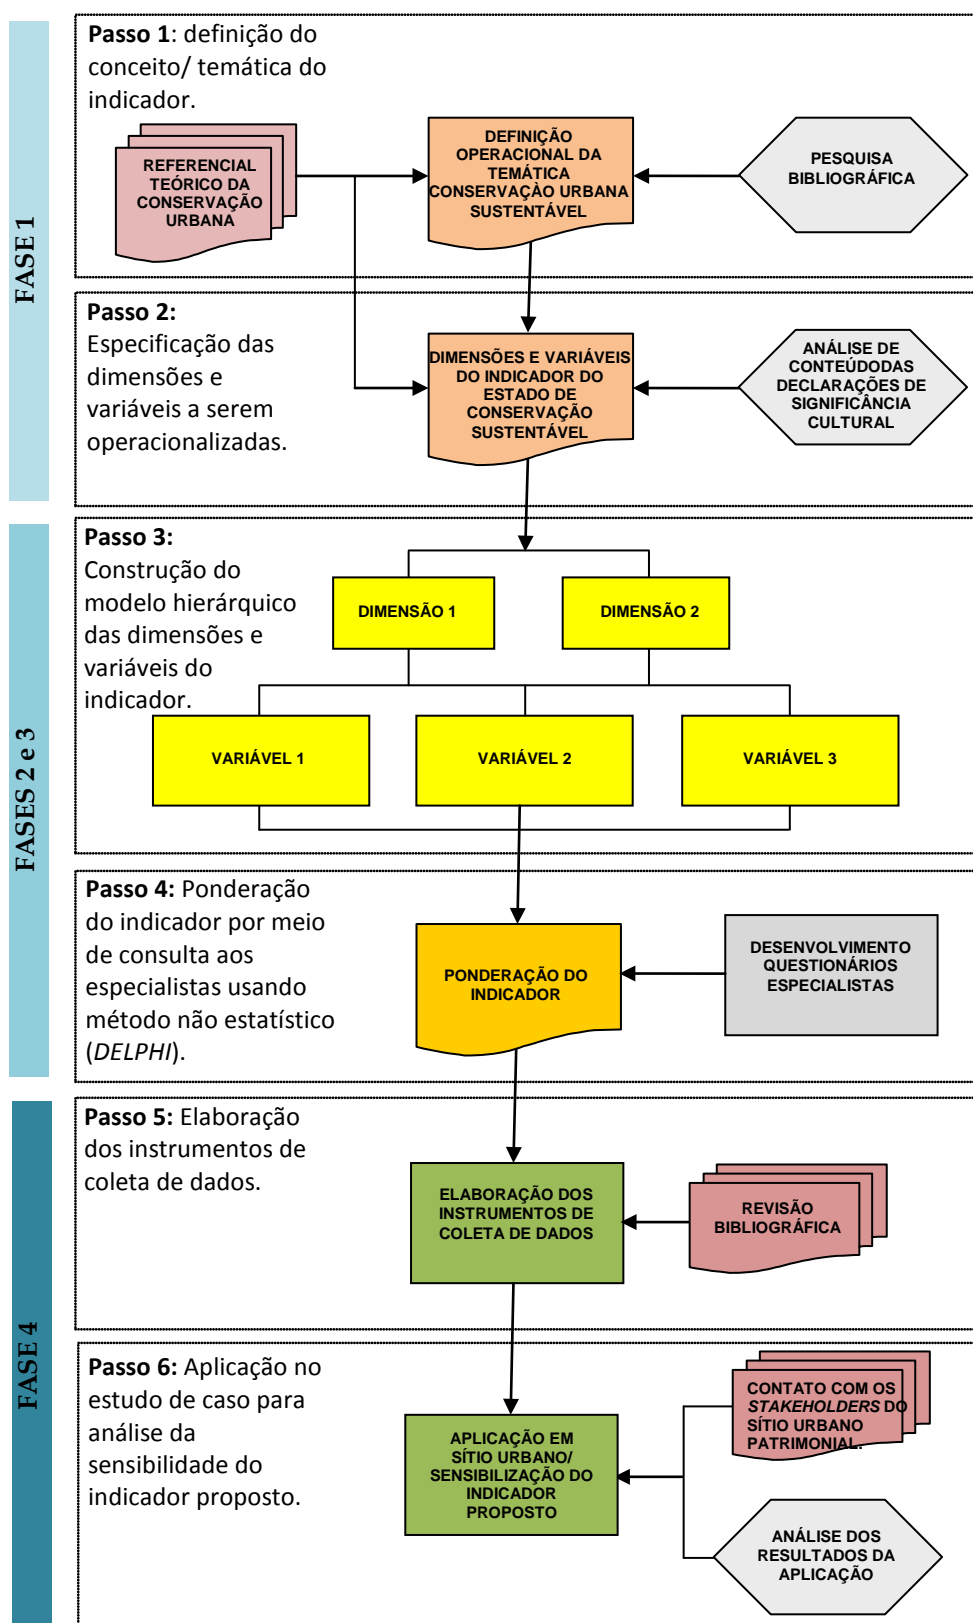 FASE 1
Passo 1: definição do
conceito/ temática do
indicador.
REFERENCIAL
TEÓRICO DA
CONSERVAÇÃO
URBANA
DEFINIÇÃO
OPERACIONAL DA
TEMÁTICA
CONSERVAÇÀO URBANA
SUSTENTÁVEL
PESQUISA
BIBLIOGRÁFICA
Passo 2:
Especificação das
dimensões e
variáveis a serem
operacionalizadas.
DIMENSÕES E VARIÁVEIS
DO INDICADOR DO
ESTADO DE
CONSERVAÇÃO
SUSTENTÁVEL
ANÁLISE DE
CONTEÚDODAS
DECLARAÇÕES DE
SIGNIFICÂNCIA
CULTURAL
FASES 2 e 3
Passo 3:
Construção do
modelo hierárquico
das dimensões e
variáveis do
indicador.
DIMENSÃO 1
DIMENSÃO 2
VARIÁVEL 1
VARIÁVEL 2
VARIÁVEL 3
Passo 4: Ponderação
do indicador por meio
de consulta aos
especialistas usando
método não estatístico
(DELPHI).
PONDERAÇÃO DO
INDICADOR
DESENVOLVIMENTO
QUESTIONÁRIOS
ESPECIALISTAS
FASE 4
Passo 5: Elaboração
dos instrumentos de
coleta de dados.
ELABORAÇÃO DOS
INSTRUMENTOS DE
COLETA DE DADOS
REVISÃO
BIBLIOGRÁFICA
Passo 6: Aplicação no
estudo de caso para
análise da
sensibilidade do
indicador proposto.
APLICAÇÃO EM
SÍTIO URBANO/
SENSIBILIZAÇÃO DO
INDICADOR
PROPOSTO
CONTATO COM OS
STAKEHOLDERS DO
SÍTIO URBANO
PATRIMONIAL.
ANÁLISE DOS
RESULTADOS DA
APLICAÇÃO